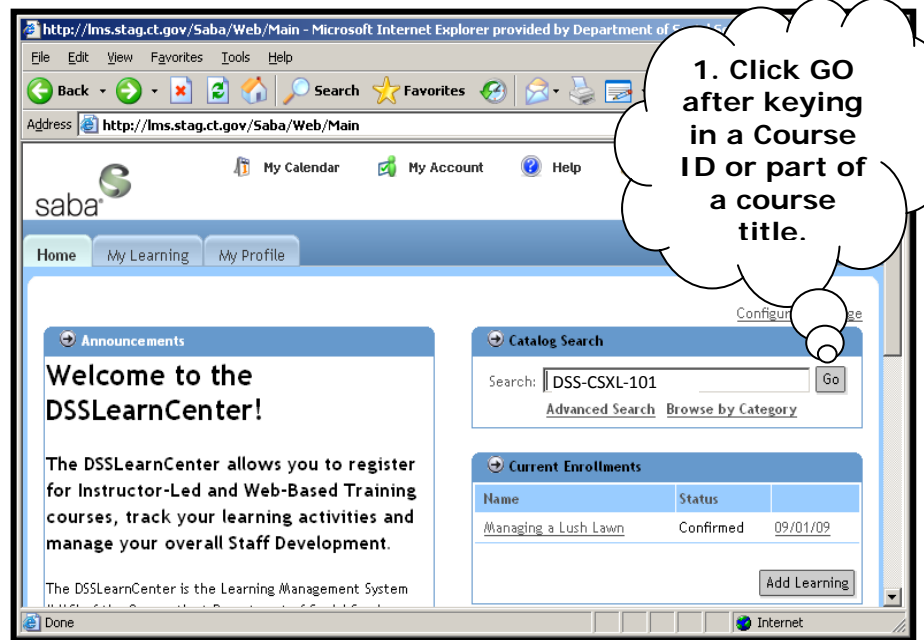 http://lms.stag.ct.gov/Saba/Web/Main - Microsoft Internet Explorer provided by Department of
File Edit View Favorites Tools Help
Back Search Favorites
Address http://lms.stag.ct.gov/Saba/Web/Main
1. Click GO
after keying
in a Course
ID or part of
a course
title.
saba
My Calendar My Account Help
Home My Learning My Profile
Announcements
Welcome to the
DSSLearnCenter!
The DSSLearnCenter allows you to register
for Instructor-Led and Web-Based Training
courses, track your learning activities and
manage your overall Staff Development.
The DSSLearnCenter is the Learning Management System
Catalog Search
Search: DSS-CSXL-101 Go
Advanced Search Browse by Category
Current Enrollments
Name Status
Managing a Lush Lawn Confirmed 09/01/09
Add Learning
Done Internet